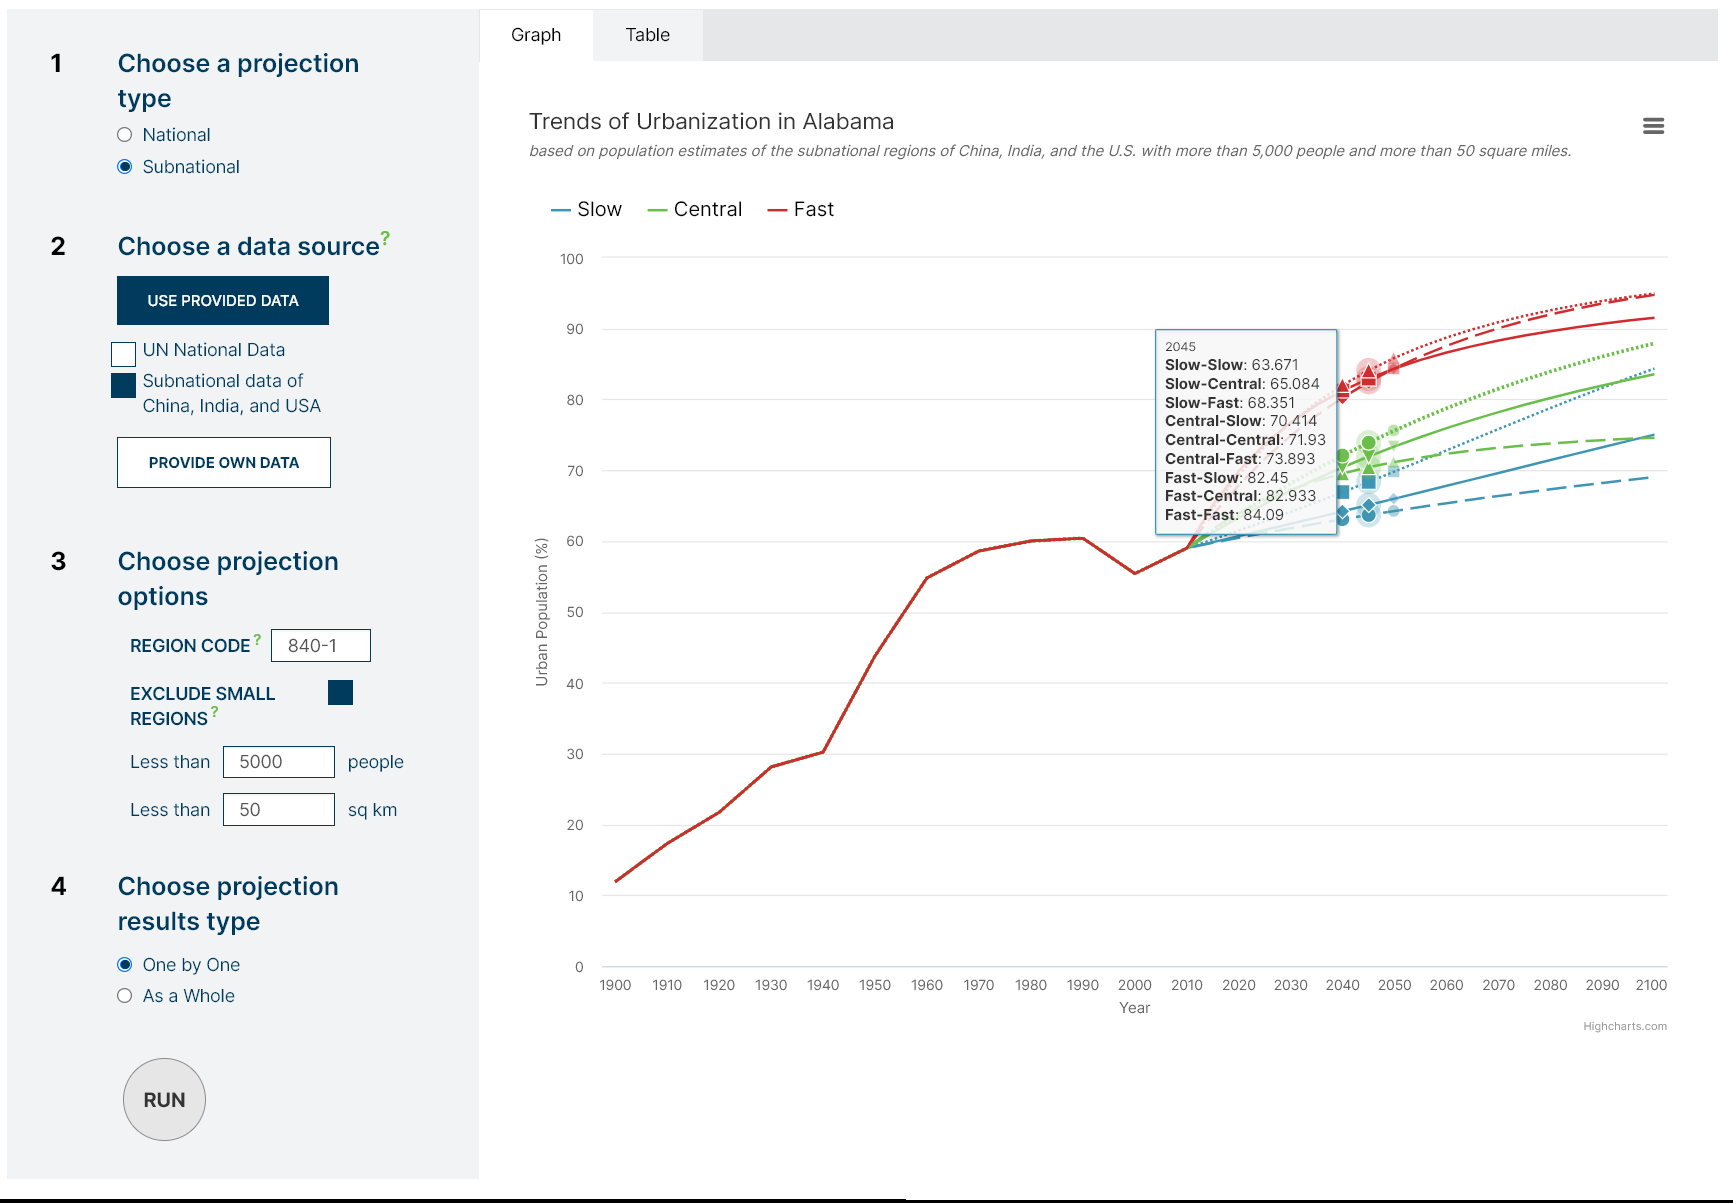 Graph
Table
1
Choose a projection
type
National
Subnational
2
Choose a data source?
USE PROVIDED DATA
UN National Data
Subnational data of
China, India, and USA
PROVIDE OWN DATA
3
Choose projection
options
REGION CODE? 840-1
EXCLUDE SMALL
REGIONS?
Less than 5000 people
Less than 50 sq km
4
Choose projection
results type
One by One
As a Whole
RUN
Trends of Urbanization in Alabama
based on population estimates of the subnational regions of China, India, and the U.S. with more than 5,000 people and more than 50 square miles.
Slow Central Fast
100
90
80
70
60
50
40
30
20
10
0
Urban Population (%)
2045
Slow-Slow: 63.671
Slow-Central: 65.084
Slow-Fast: 68.351
Central-Slow: 70.414
Central-Central: 71.93
Central-Fast: 73.893
Fast-Slow: 82.45
Fast-Central: 82.933
Fast-Fast: 84.09
1900 1910 1920 1930 1940 1950 1960 1970 1980 1990 2000 2010 2020 2030 2040 2050 2060 2070 2080 2090 2100
Year
Highcharts.com